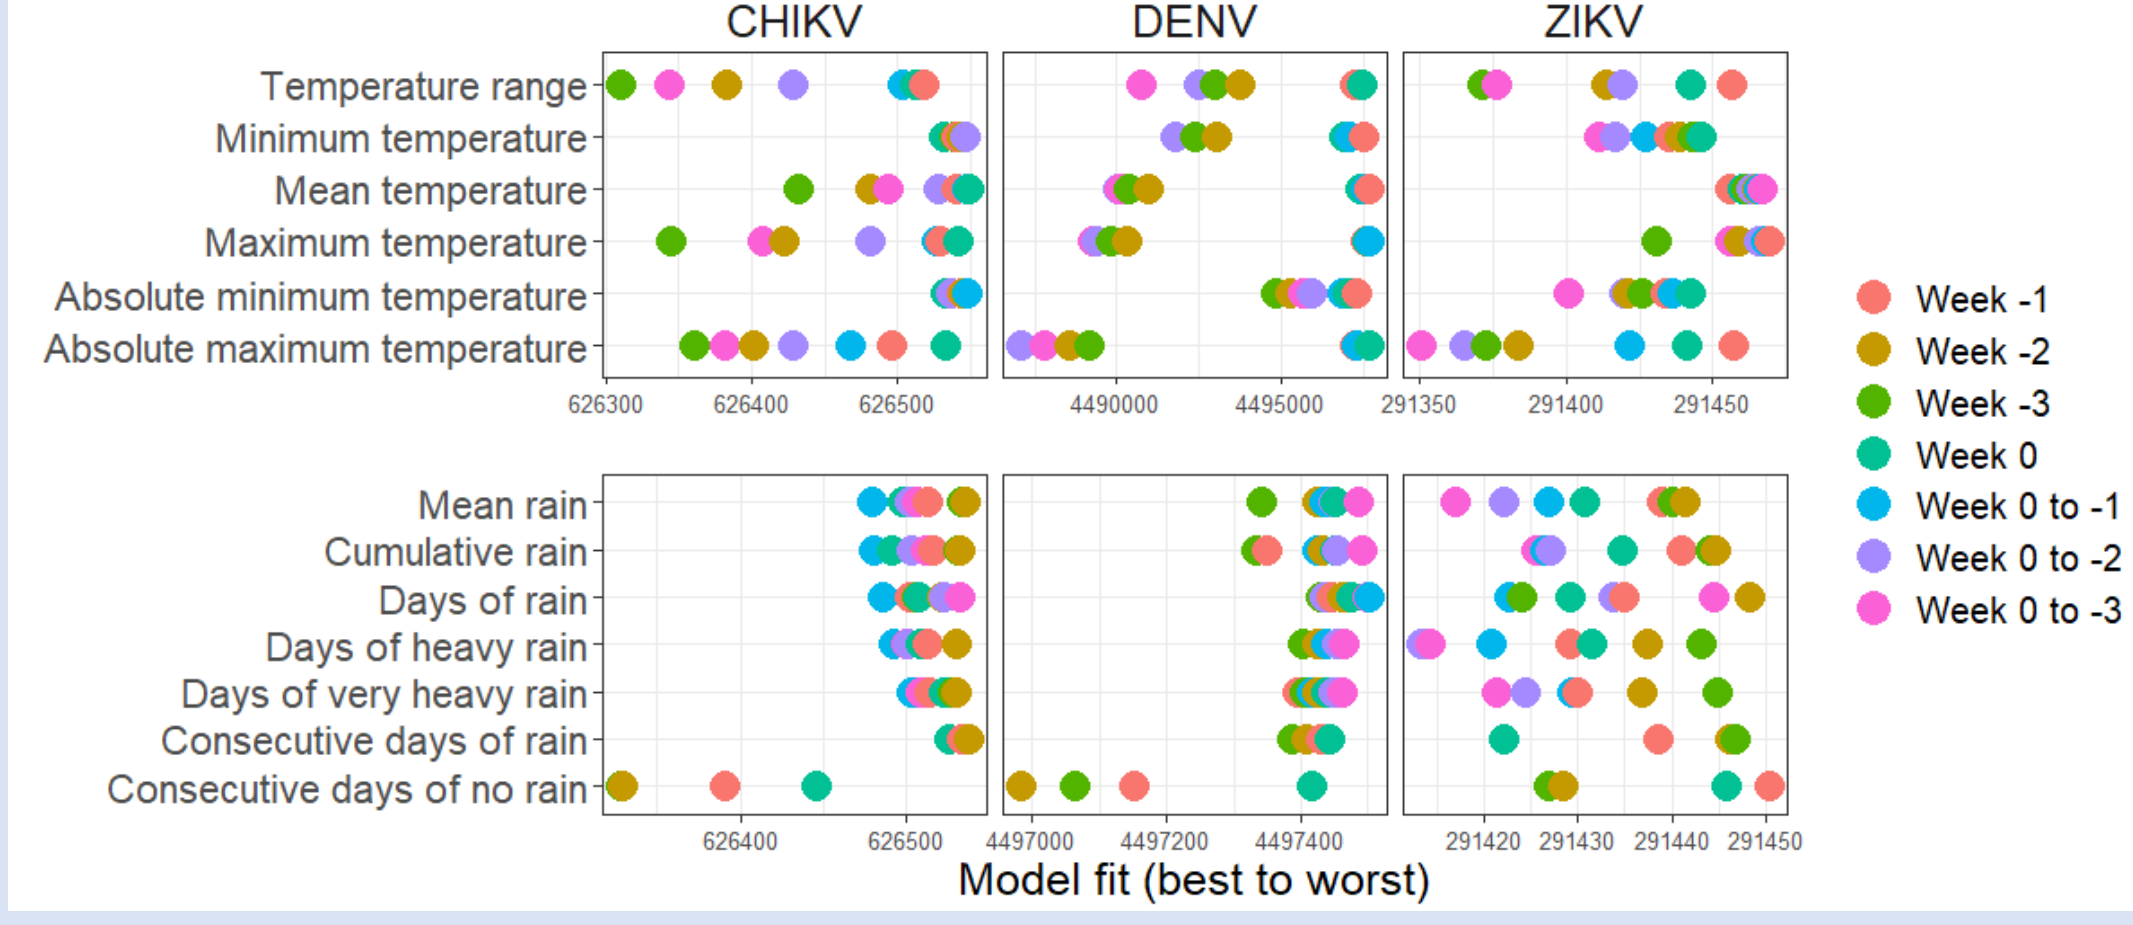 CHIKV DENV ZIKV
Temperature range
Minimum temperature
Mean temperature
Maximum temperature
Absolute minimum temperature
Absolute maximum temperature
626300 626400 626500 4490000 4495000 291350 291400 291450
Mean rain
Cumulative rain
Days of rain
Days of heavy rain
Days of very heavy rain
Consecutive days of rain
Consecutive days of no rain
626400 626500 4497000 4497200 4497400 291420 291430 291440 291450
Model fit (best to worst)
Week -1
Week -2
Week -3
Week 0
Week 0 to -1
Week 0 to -2
Week 0 to -3